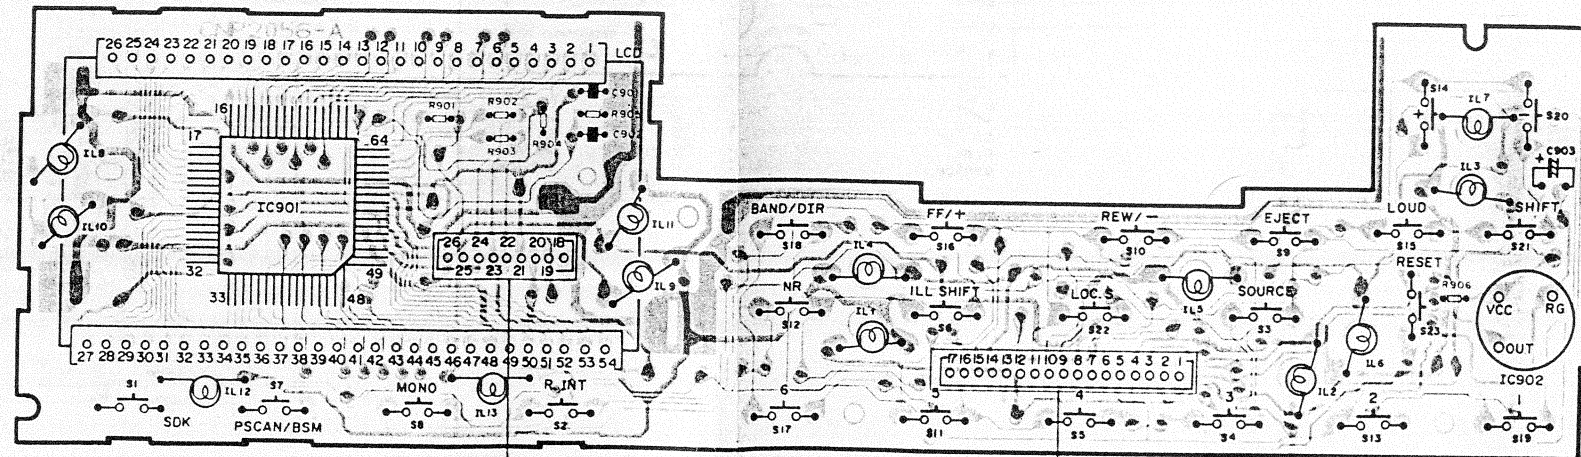 26 25 24 23 22 21 20 19 18 17 16 15 14 13 12 11 10 9 8 7 6 5 4 3 2 1 LCD
16
17
64
IC901
32
33
48
49
R901
R902
R903
R904
C902
IL8
IL10
IL11
IL9
26 24 22 20 18
25 23 21 19
27 28 29 30 31 32 33 34 35 36 37 38 39 40 41 42 43 44 45 46 47 48 49 50 51 52 53 54
S1
SDK
IL12
S7
PSCAN/BSM
MONO
S8
IL13
R.INT
S2
BAND/DIR
S18
IL4
FF/+
S16
REW/-
S10
EJECT
S9
LOUD
S15
SHIFT
S21
S14
+
IL7
-
S20
IL3
+
C903
NR
S12
ILL SHIFT
S6
LOC.S
S22
IL5
SOURCE
S3
RESET
S23
R906
VCC
RG
OUT
IC902
IL6
IL2
17 16 15 14 13 12 11 10 9 8 7 6 5 4 3 2 1
6
S17
5
S11
4
S5
3
S4
2
S13
1
S19